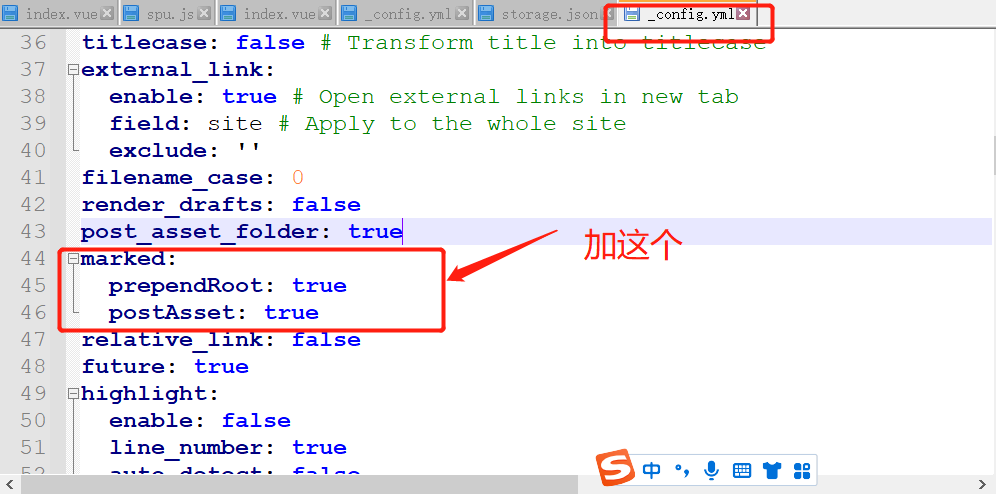 index.vue spu.js index.vue _config.yml storage.json _config.yml
36 titlecase: false # Transform title into titlecase
37 external_link:
38 enable: true # Open external links in new tab
39 field: site # Apply to the whole site
40 exclude: ''
41 filename_case: 0
42 render_drafts: false
43 post_asset_folder: true
加这个
44 marked:
45 prependRoot: true
46 postAsset: true
47 relative_link: false
48 future: true
49 highlight:
50 enable: false
51 line_number: true
52 auto_detect: false
S 中